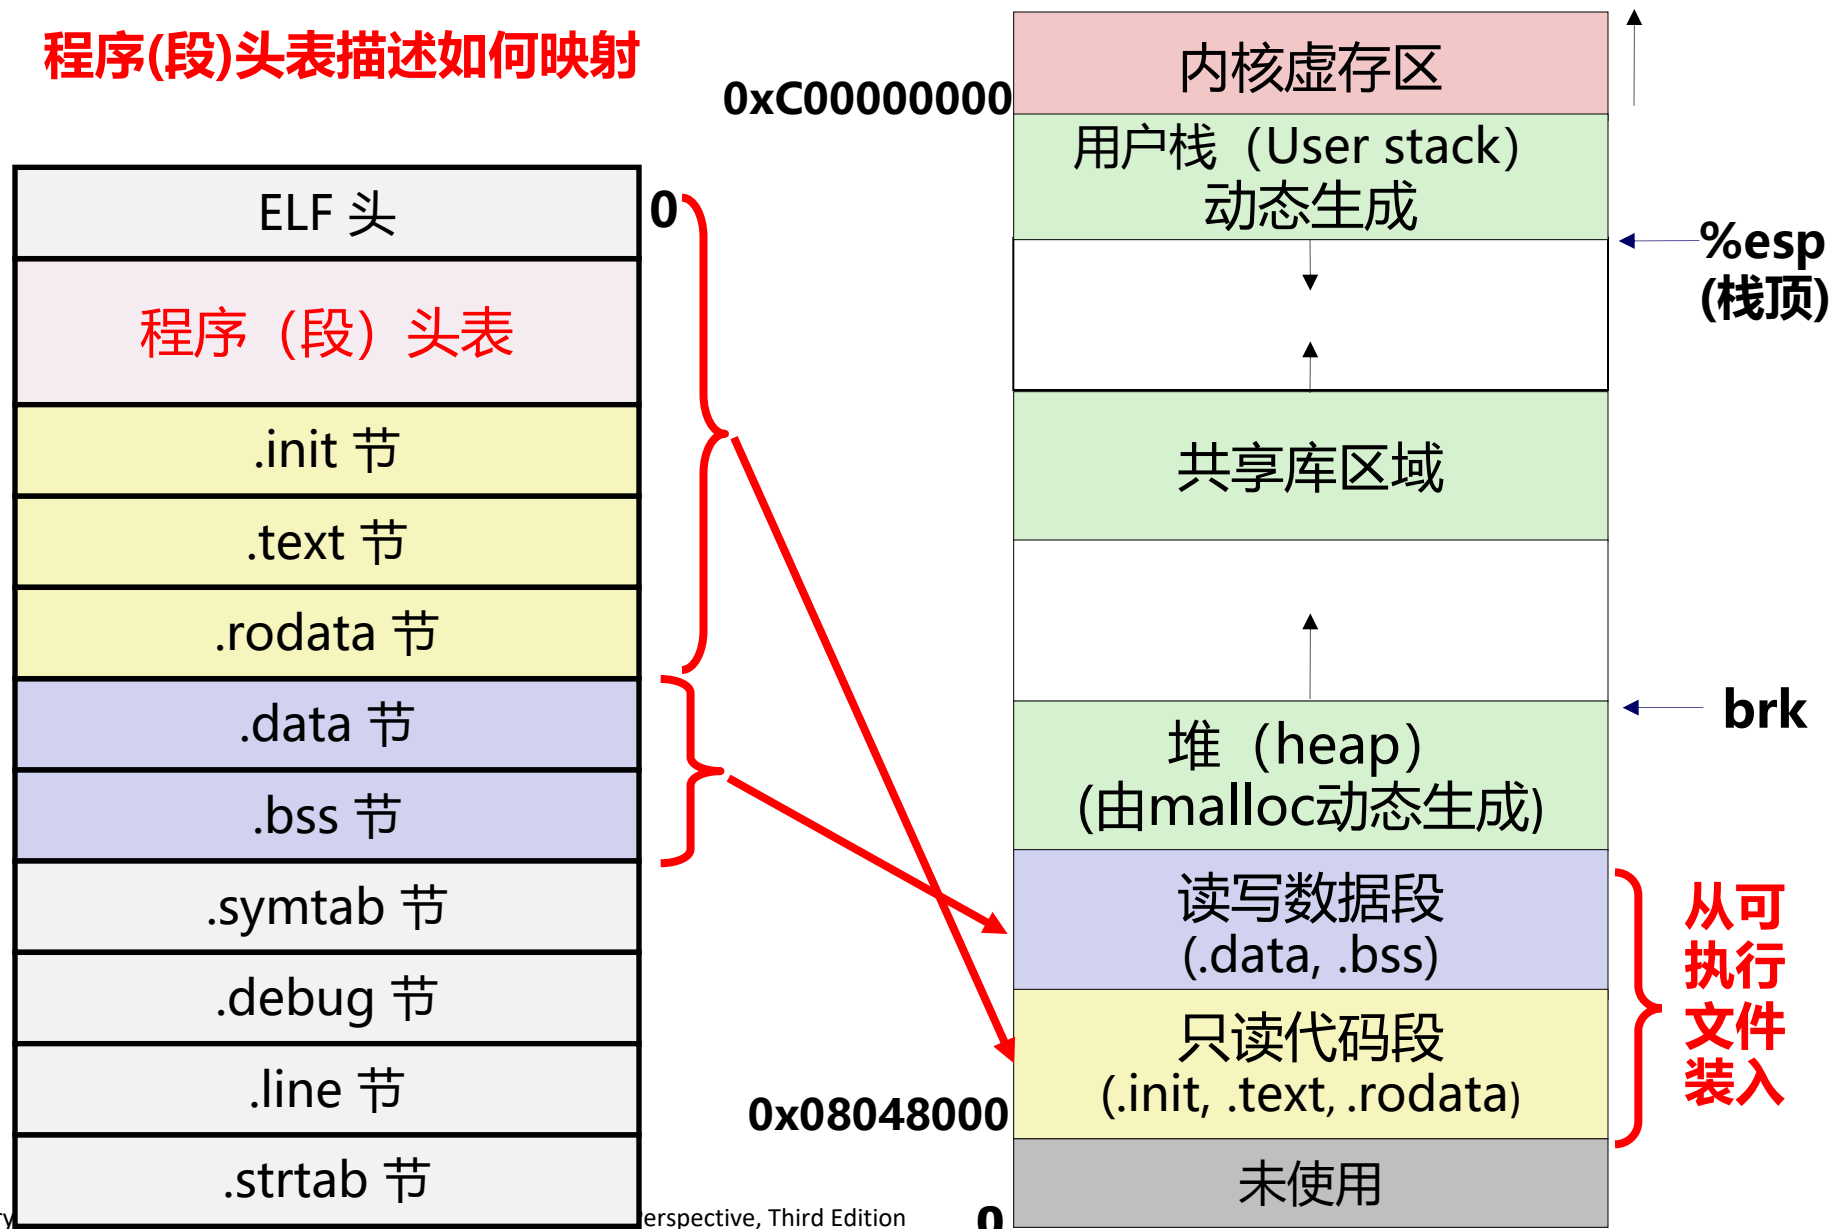 程序(段)头表描述如何映射
ELF 头
0
程序（段）头表
.init 节
.text 节
.rodata 节
.data 节
.bss 节
.symtab 节
.debug 节
.line 节
.strtab 节
0xC00000000
内核虚存区
用户栈（User stack）
动态生成
%esp
(栈顶)
共享库区域
brk
堆（heap）
(由malloc动态生成)
读写数据段
(.data, .bss)
只读代码段
(.init, .text, .rodata)
0x08048000
未使用
0
从可
执行
文件
装入
erspective, Third Edition